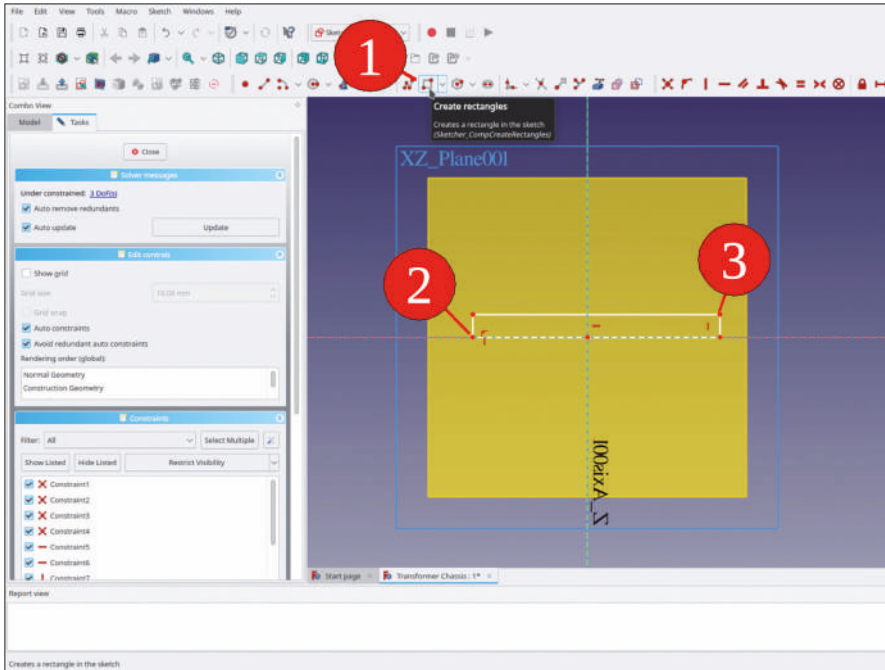 File Edit View Tools Macro Sketch Windows Help
1
Create rectangles
Creates a rectangle in the sketch
(Sketcher_CompCreateRectangles)
Combo View
Model Tasks
Close
Solver messages
Under constrained: 3 DoF(s)
Auto remove redundants
Auto update Update
Edit controls
Show grid
Grid size 10.00 mm
Grid snap
Auto constraints
Avoid redundant auto constraints
Rendering order (global):
Normal Geometry
Construction Geometry
Constraints
Filter: All Select Multiple
Show Listed Hide Listed Restrict Visibility
Constraint1
Constraint2
Constraint3
Constraint4
Constraint5
Constraint6
Constraint7
XZ_Plane001
2
3
Z_Axis001
Start page Transformer Chassis : 1*
Report view
Creates a rectangle in the sketch